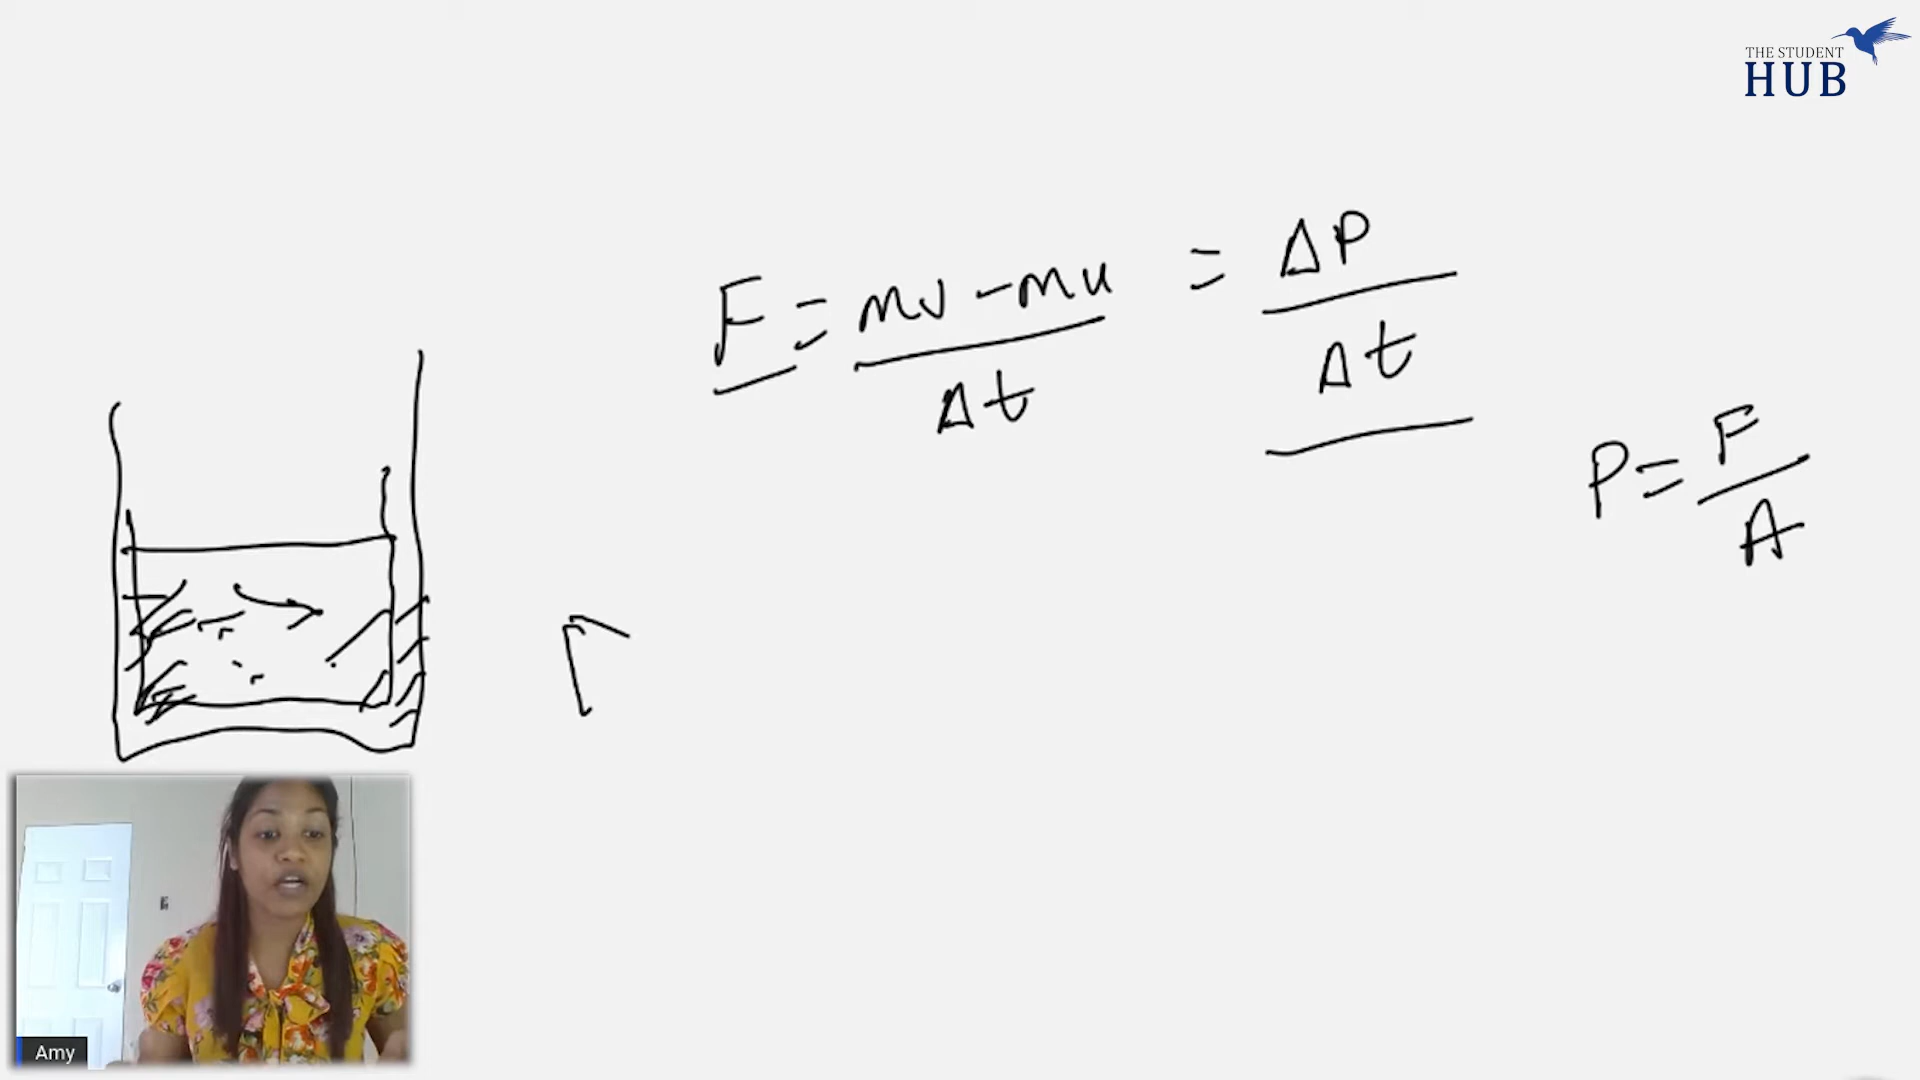 THE STUDENT
HUB
F = mv - mu / Δt = ΔP / Δt
P = F / A
Amy